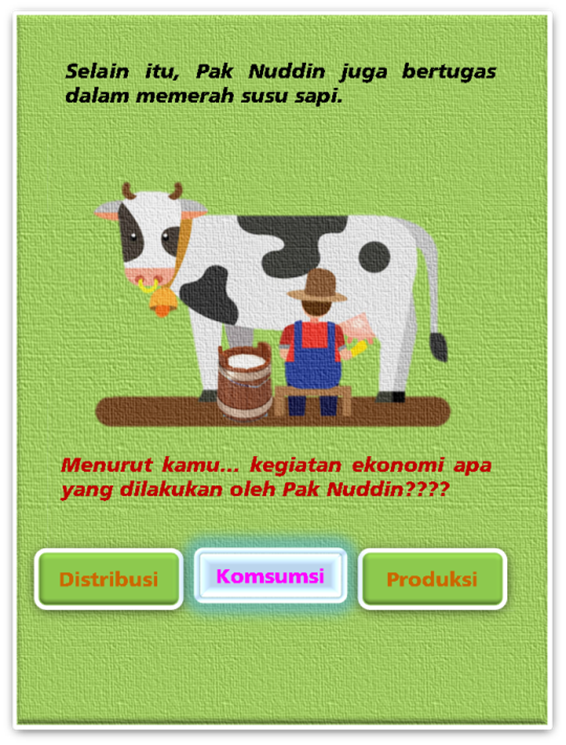 Selain itu, Pak Nuddin juga bertugas
dalam memerah susu sapi.
Menurut kamu... kegiatan ekonomi apa
yang dilakukan oleh Pak Nuddin????
Distribusi
Komsumsi
Produksi